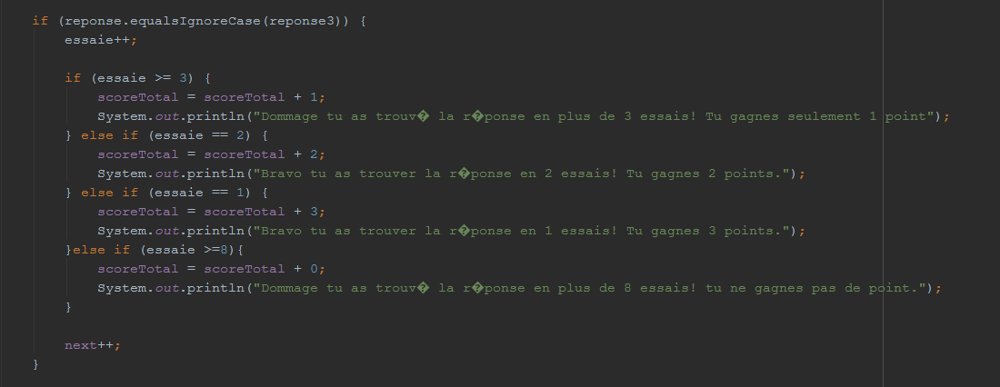 if (reponse.equalsIgnoreCase(reponse3)) {
essaie++;
if (essaie >= 3) {
scoreTotal = scoreTotal + 1;
System.out.println("Dommage tu as trouv� la r�ponse en plus de 3 essais! Tu gagnes seulement 1 point");
} else if (essaie == 2) {
scoreTotal = scoreTotal + 2;
System.out.println("Bravo tu as trouver la r�ponse en 2 essais! Tu gagnes 2 points.");
} else if (essaie == 1) {
scoreTotal = scoreTotal + 3;
System.out.println("Bravo tu as trouver la r�ponse en 1 essais! Tu gagnes 3 points.");
}else if (essaie >=8){
scoreTotal = scoreTotal + 0;
System.out.println("Dommage tu as trouv� la r�ponse en plus de 8 essais! tu ne gagnes pas de point.");
}
next++;
}